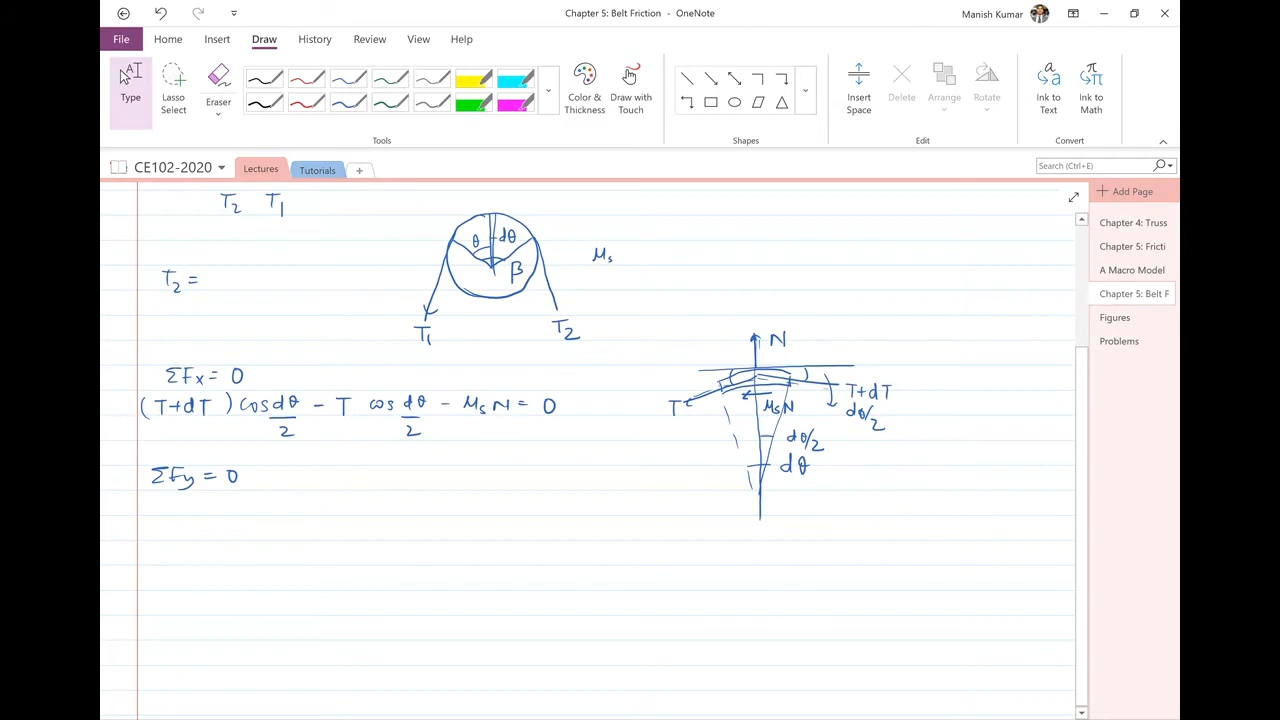 Chapter 5: Belt Friction - OneNote
Manish Kumar
File Home Insert Draw History Review View Help
Type
Lasso Select
Eraser
Color & Thickness
Draw with Touch
Insert Space
Delete
Arrange
Rotate
Ink to Text
Ink to Math
Tools
Shapes
Edit
Convert
CE102-2020
Lectures
Tutorials
+
Search (Ctrl+E)
+ Add Page
Chapter 4: Truss
Chapter 5: Fricti
A Macro Model
Chapter 5: Belt F
Figures
Problems
T₂ T₁
θ dθ
β
μs
T₂ =
T₁
T₂
N
ΣFx = 0
(T+dT) cos dθ/2 - T cos dθ/2 - μsN = 0
T
μsN
T+dT
dθ/2
dθ/2
dθ
ΣFy = 0